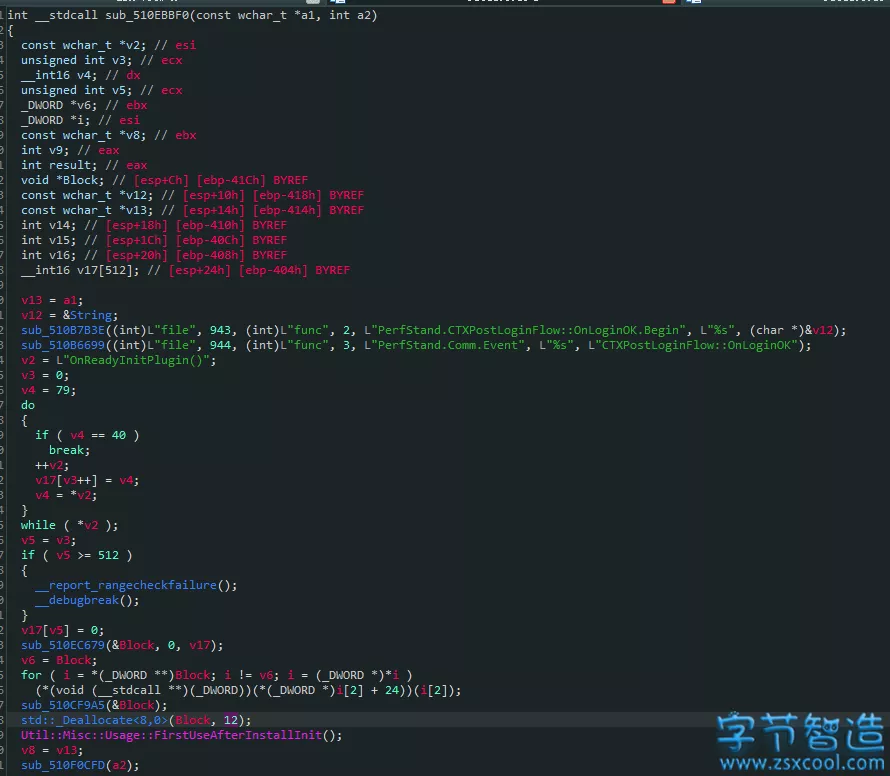 int __stdcall sub_510EBBF0(const wchar_t *a1, int a2)
{
const wchar_t *v2; // esi
unsigned int v3; // ecx
__int16 v4; // dx
unsigned int v5; // ecx
_DWORD *v6; // ebx
_DWORD *i; // esi
const wchar_t *v8; // ebx
int v9; // eax
int result; // eax
void *Block; // [esp+Ch] [ebp-41Ch] BYREF
const wchar_t *v12; // [esp+10h] [ebp-418h] BYREF
const wchar_t *v13; // [esp+14h] [ebp-414h] BYREF
int v14; // [esp+18h] [ebp-410h] BYREF
int v15; // [esp+1Ch] [ebp-40Ch] BYREF
int v16; // [esp+20h] [ebp-408h] BYREF
__int16 v17[512]; // [esp+24h] [ebp-404h] BYREF
v13 = a1;
v12 = &String;
sub_510B7B3E((int)L"file", 943, (int)L"func", 2, L"PerfStand.CTXPostLoginFlow::OnLoginOK.Begin", L"%s", (char *)&v12);
sub_510B6699((int)L"file", 944, (int)L"func", 3, L"PerfStand.Comm.Event", L"%s", L"CTXPostLoginFlow::OnLoginOK");
v2 = L"OnReadyInitPlugin()";
v3 = 0;
v4 = 79;
do
{
if ( v4 == 40 )
break;
++v2;
v17[v3++] = v4;
v4 = *v2;
}
while ( *v2 );
v5 = v3;
if ( v5 >= 512 )
{
__report_rangecheckfailure();
__debugbreak();
}
v17[v5] = 0;
sub_510EC679(&Block, 0, v17);
v6 = Block;
for ( i = *(_DWORD **)Block; i != v6; i = (_DWORD *)*i )
(*(void (__stdcall **)(_DWORD))(*(_DWORD *)i[2] + 24))(i[2]);
sub_510CF9A5(&Block);
std::_Deallocate<8,0>(Block, 12);
Util::Misc::Usage::FirstUseAfterInstallInit();
v8 = v13;
sub_510F0CFD(a2);
字节智造
www.zsxcool.com